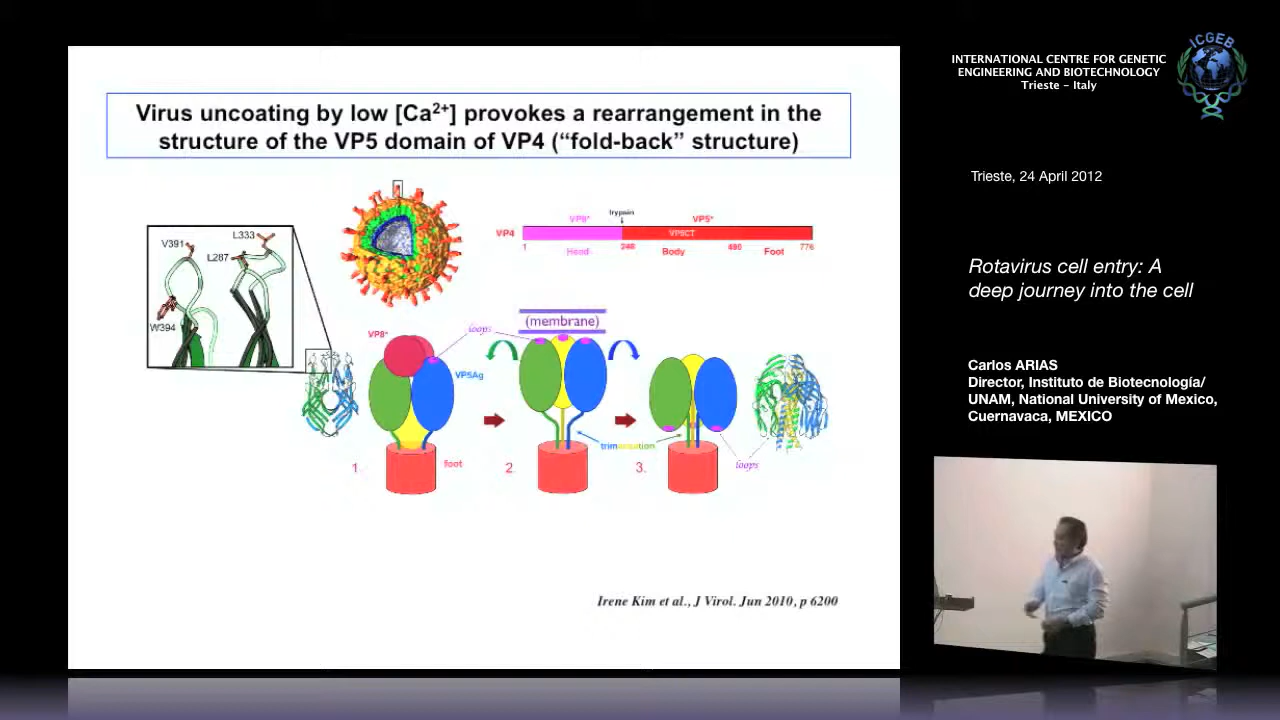 Virus uncoating by low [Ca2+] provokes a rearrangement in the
structure of the VP5 domain of VP4 (“fold-back” structure)
VP8*
trypsin
VP5*
VP4
VP5CT
1
Head
246
Body
480
Foot
776
V391
L333
L287
W394
(membrane)
VP8*
loops
VP5Ag
trimerization
1.
foot
2.
3.
loops
Irene Kim et al., J Virol. Jun 2010, p 6200
ICGEB
INTERNATIONAL CENTRE FOR GENETIC
ENGINEERING AND BIOTECHNOLOGY
Trieste - Italy
Trieste, 24 April 2012
Rotavirus cell entry: A
deep journey into the cell
Carlos ARIAS
Director, Instituto de Biotecnología/
UNAM, National University of Mexico,
Cuernavaca, MEXICO